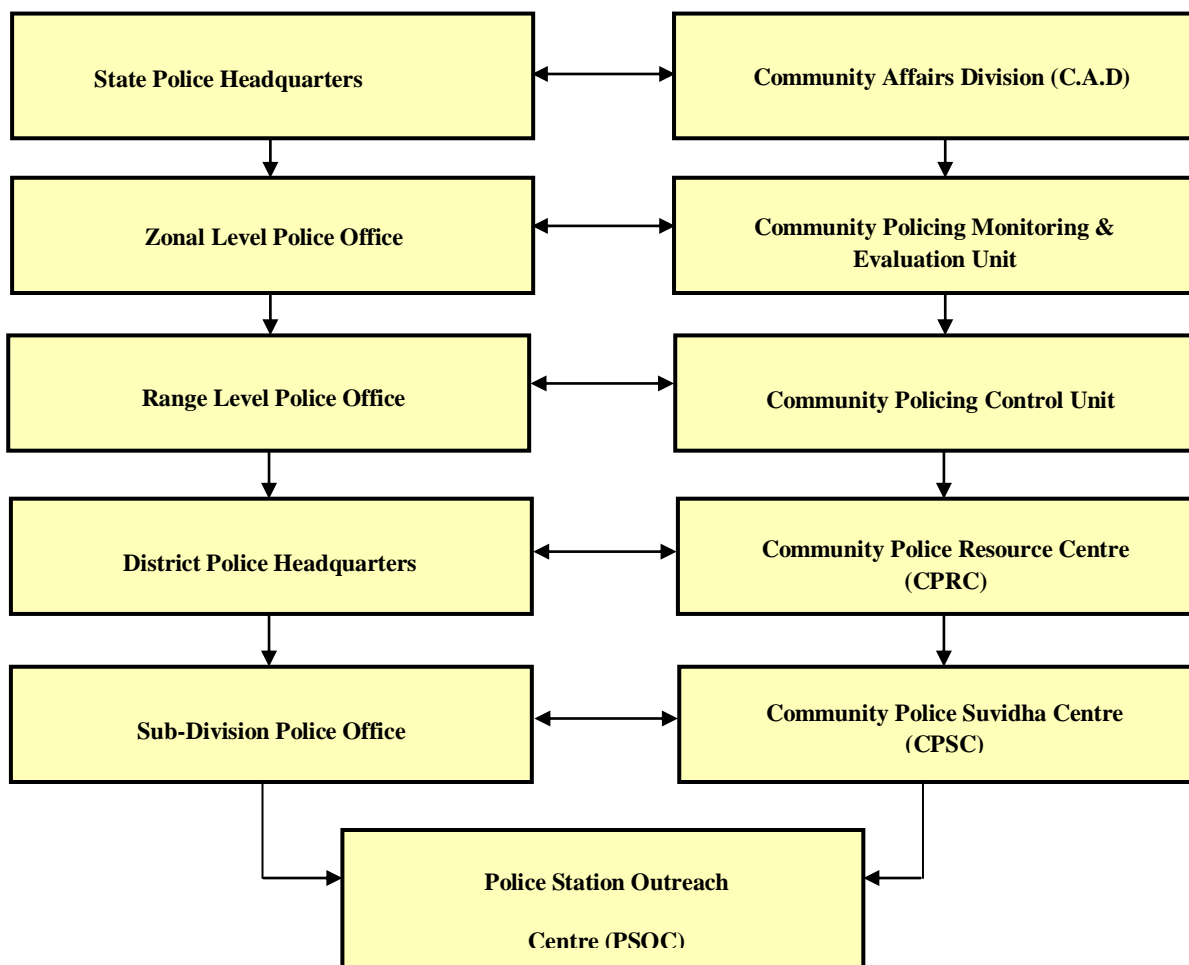 State Police Headquarters
Community Affairs Division (C.A.D)
Zonal Level Police Office
Community Policing Monitoring &
Evaluation Unit
Range Level Police Office
Community Policing Control Unit
District Police Headquarters
Community Police Resource Centre
(CPRC)
Sub-Division Police Office
Community Police Suvidha Centre
(CPSC)
Police Station Outreach
Centre (PSOC)